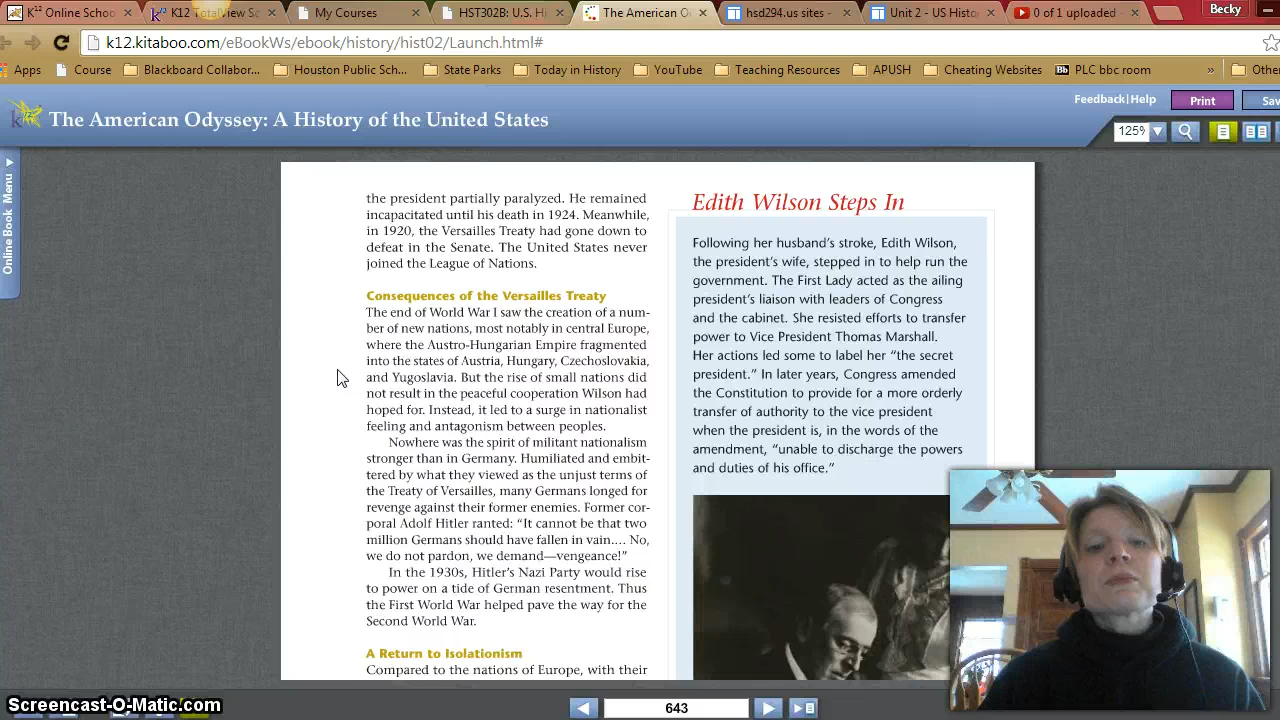 K¹² Online Schoo
K12 TotalView Sc
My Courses
HST302B: U.S. Hi
The American O
hsd294.us sites -
Unit 2 - US Histo
0 of 1 uploaded -
Becky
k12.kitaboo.com/eBookWs/ebook/history/hist02/Launch.html#
Apps
Course
Blackboard Collabor...
Houston Public Sch...
State Parks
Today in History
YouTube
Teaching Resources
APUSH
Cheating Websites
Bb PLC bbc room
»
Other
Feedback|Help
Print
Sav
The American Odyssey: A History of the United States
125%
Online Book Menu
the president partially paralyzed. He remained
incapacitated until his death in 1924. Meanwhile,
in 1920, the Versailles Treaty had gone down to
defeat in the Senate. The United States never
joined the League of Nations.
Consequences of the Versailles Treaty
The end of World War I saw the creation of a num-
ber of new nations, most notably in central Europe,
where the Austro-Hungarian Empire fragmented
into the states of Austria, Hungary, Czechoslovakia,
and Yugoslavia. But the rise of small nations did
not result in the peaceful cooperation Wilson had
hoped for. Instead, it led to a surge in nationalist
feeling and antagonism between peoples.
Nowhere was the spirit of militant nationalism
stronger than in Germany. Humiliated and embit-
tered by what they viewed as the unjust terms of
the Treaty of Versailles, many Germans longed for
revenge against their former enemies. Former cor-
poral Adolf Hitler ranted: “It cannot be that two
million Germans should have fallen in vain.... No,
we do not pardon, we demand—vengeance!”
In the 1930s, Hitler’s Nazi Party would rise
to power on a tide of German resentment. Thus
the First World War helped pave the way for the
Second World War.
A Return to Isolationism
Compared to the nations of Europe, with their
Edith Wilson Steps In
Following her husband’s stroke, Edith Wilson,
the president’s wife, stepped in to help run the
government. The First Lady acted as the ailing
president’s liaison with leaders of Congress
and the cabinet. She resisted efforts to transfer
power to Vice President Thomas Marshall.
Her actions led some to label her “the secret
president.” In later years, Congress amended
the Constitution to provide for a more orderly
transfer of authority to the vice president
when the president is, in the words of the
amendment, “unable to discharge the powers
and duties of his office.”
643
Screencast-O-Matic.com